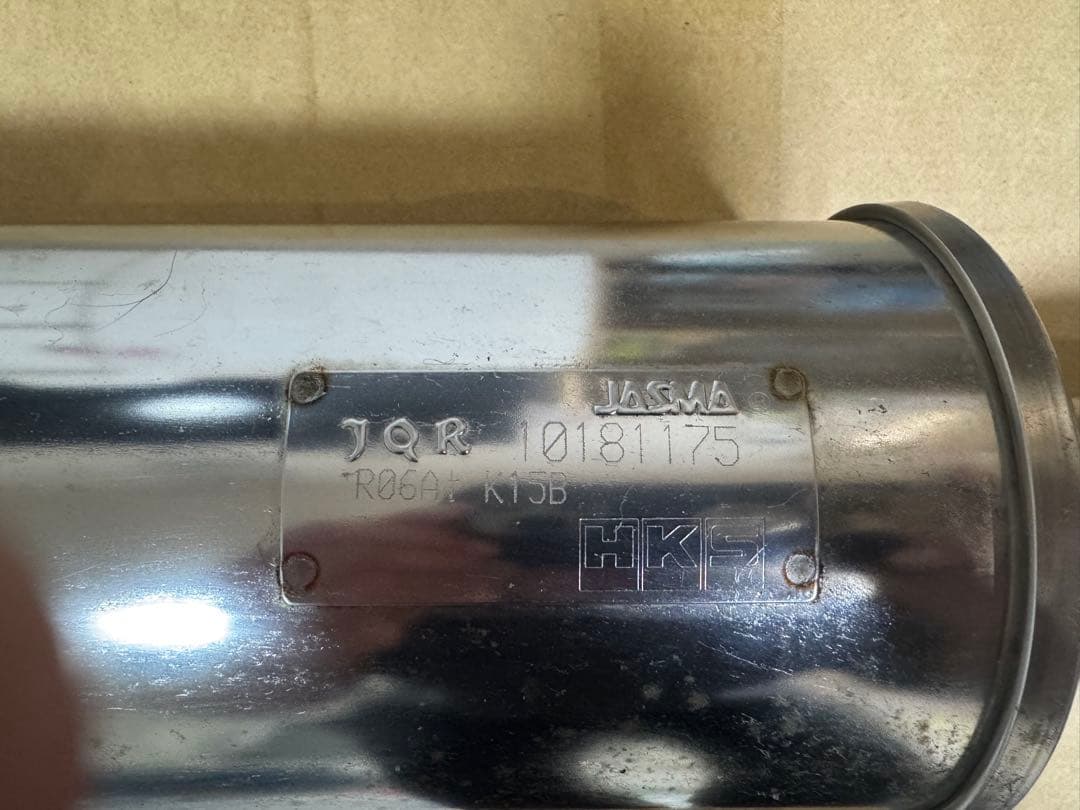 JASMA
JQR 10181175
R06A, K15B
HKS